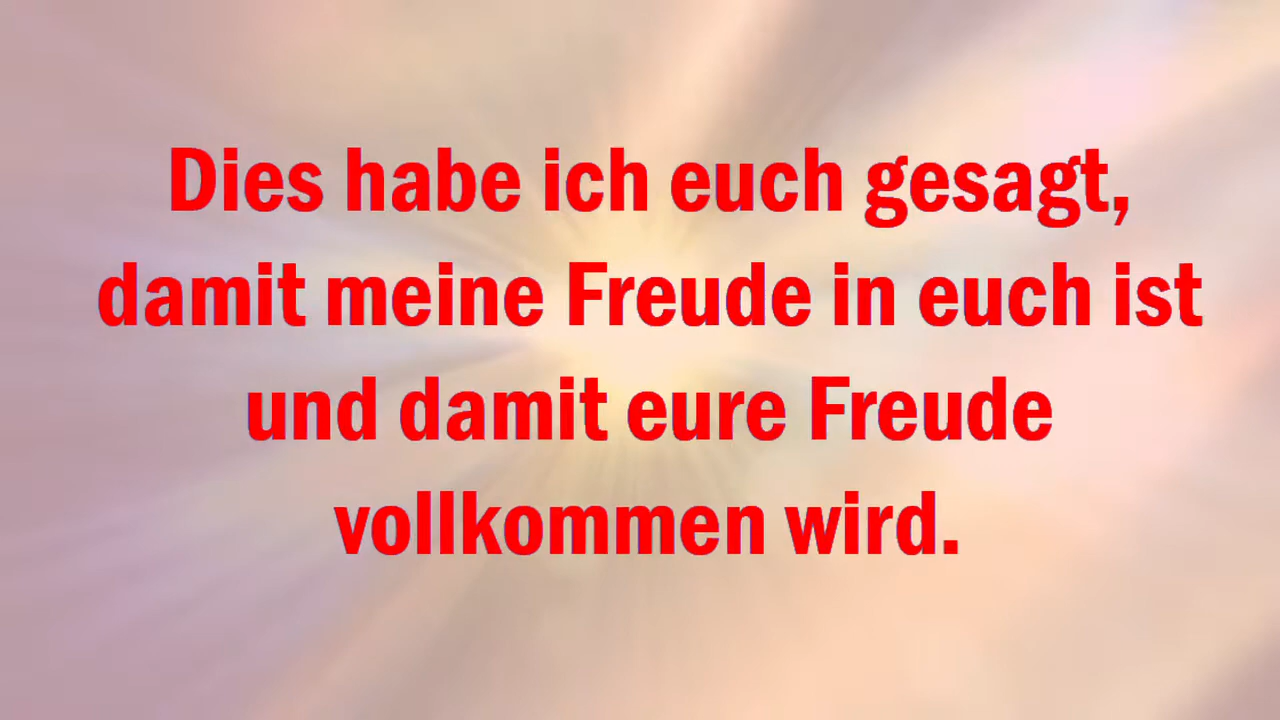 Dies habe ich euch gesagt,
damit meine Freude in euch ist
und damit eure Freude
vollkommen wird.